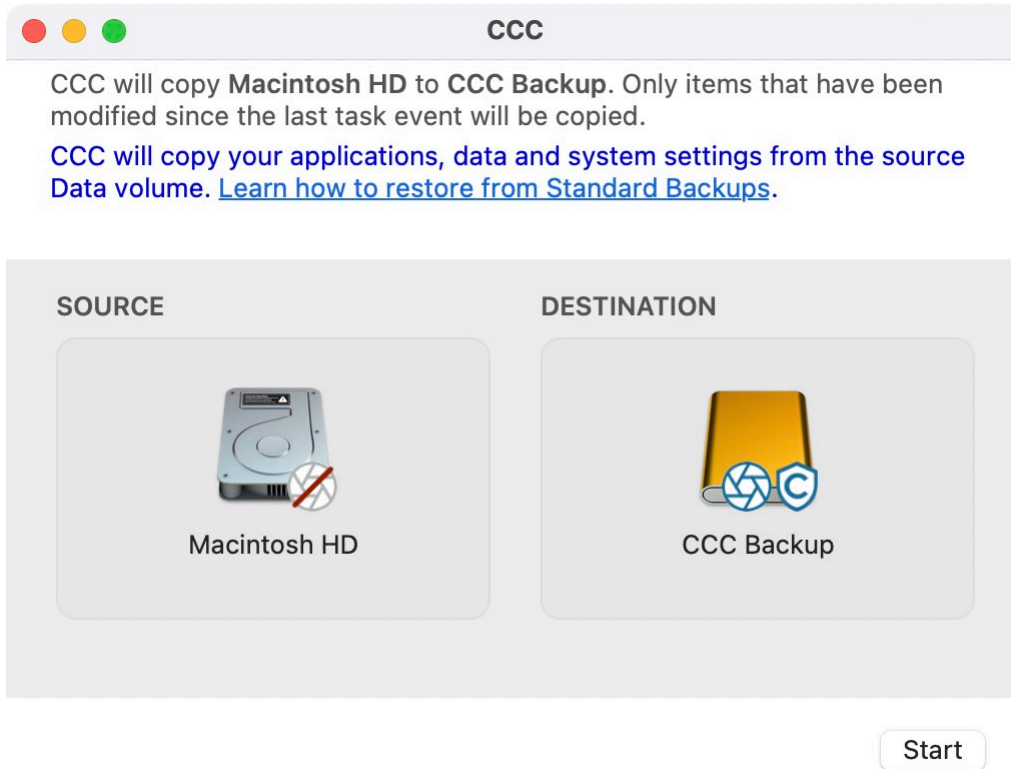 CCC
CCC will copy Macintosh HD to CCC Backup. Only items that have been
modified since the last task event will be copied.
CCC will copy your applications, data and system settings from the source
Data volume. Learn how to restore from Standard Backups.
SOURCE
DESTINATION
Macintosh HD
CCC Backup
Start